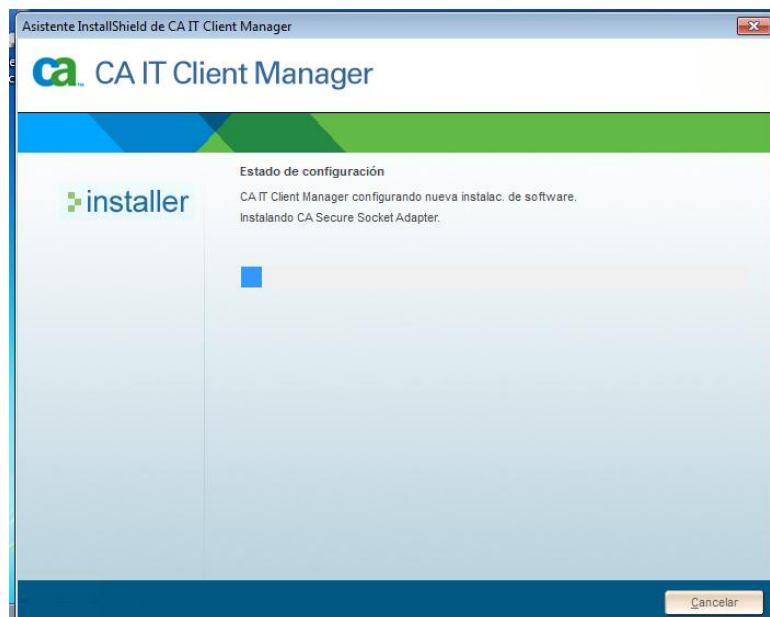 Asistente InstallShield de CA IT Client Manager
ca™ CA IT Client Manager
installer
Estado de configuración
CA IT Client Manager configurando nueva instalac. de software.
Instalando CA Secure Socket Adapter.
Cancelar